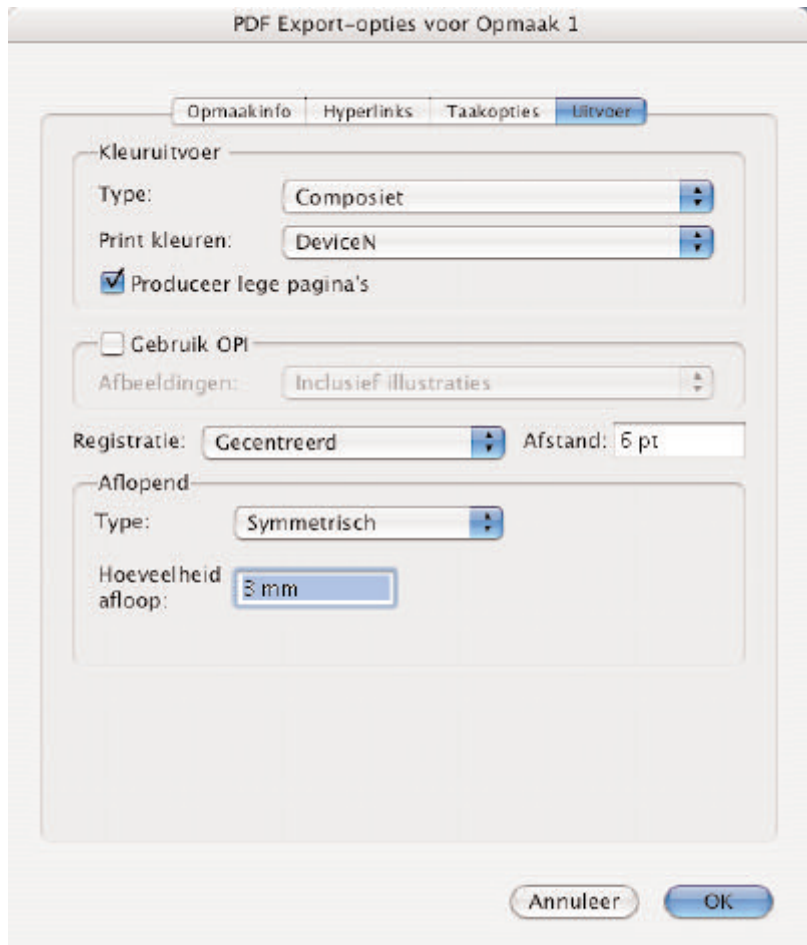 PDF Export-opties voor Opmaak 1
Opmaakinfo Hyperlinks Taakopties Uitvoer
Kleuruitvoer
Type: Composiet
Print kleuren: DeviceN
Produceer lege pagina's
Gebruik OPI
Afbeeldingen: Inclusief illustraties
Registratie: Gecentreerd Afstand: 6 pt
Aflopend
Type: Symmetrisch
Hoeveelheid
afloop: 3 mm
Annuleer OK